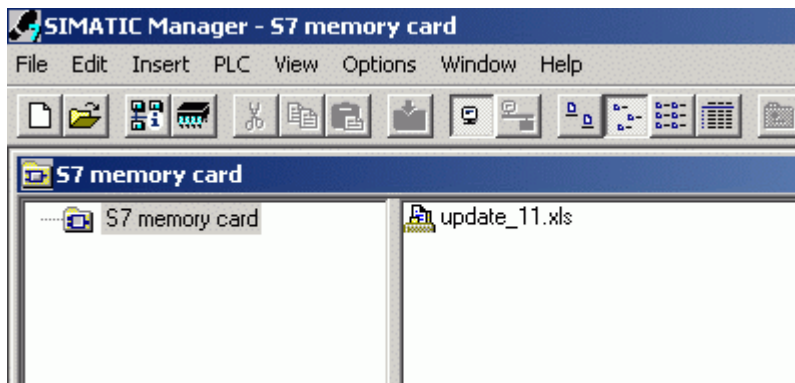 SIMATIC Manager - S7 memory card
File Edit Insert PLC View Options Window Help
S7 memory card
S7 memory card
update_11.xls